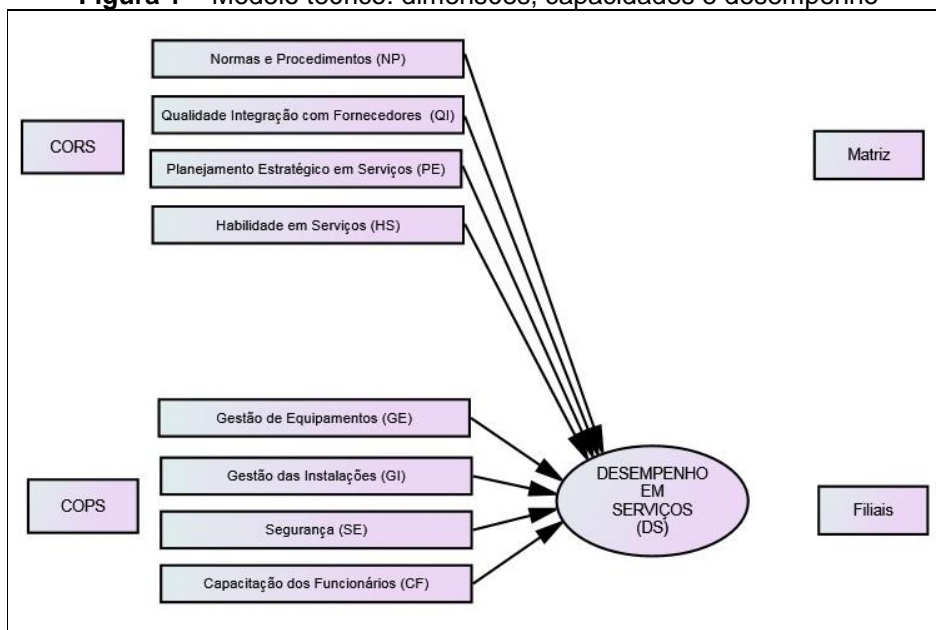 Figura 1 – Modelo teórico: dimensões, capacidades e desempenho
CORS
Normas e Procedimentos (NP)
Qualidade Integração com Fornecedores (QI)
Planejamento Estratégico em Serviços (PE)
Habilidade em Serviços (HS)
Matriz
COPS
Gestão de Equipamentos (GE)
Gestão das Instalações (GI)
Segurança (SE)
Capacitação dos Funcionários (CF)
DESEMPENHO
EM
SERVIÇOS
(DS)
Filiais